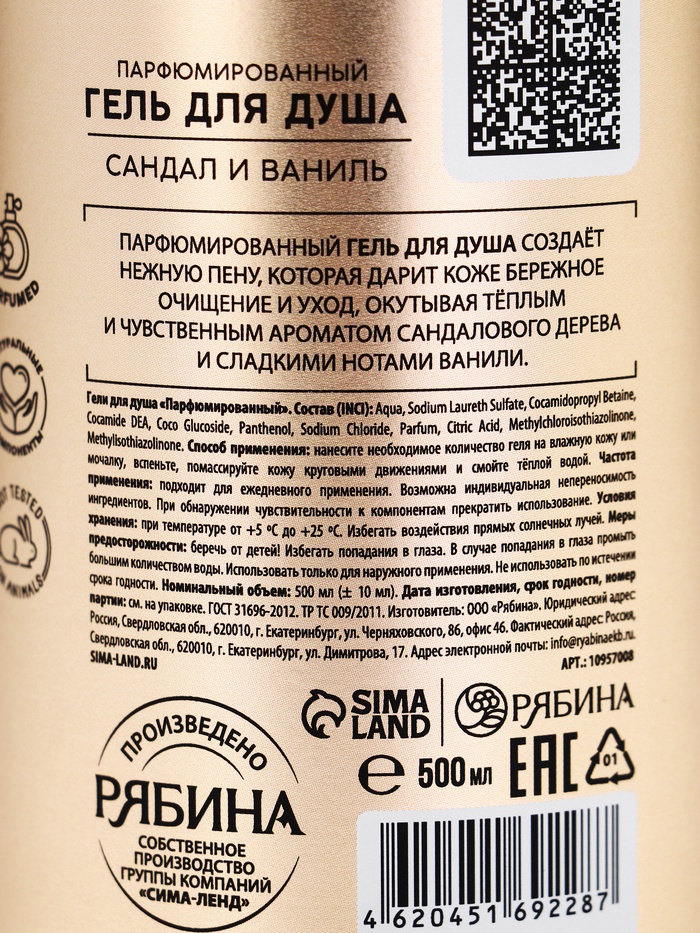 ПАРФЮМИРОВАННЫЙ
ГЕЛЬ ДЛЯ ДУША
САНДАЛ И ВАНИЛЬ
ПАРФЮМИРОВАННЫЙ ГЕЛЬ ДЛЯ ДУША СОЗДАЁТ
НЕЖНУЮ ПЕНУ, КОТОРАЯ ДАРИТ КОЖЕ БЕРЕЖНОЕ
ОЧИЩЕНИЕ И УХОД, ОКУТЫВАЯ ТЁПЛЫМ
И ЧУВСТВЕННЫМ АРОМАТОМ САНДАЛОВОГО ДЕРЕВА
И СЛАДКИМИ НОТАМИ ВАНИЛИ.
Гели для душа «Парфюмированный». Состав (INCI): Aqua, Sodium Laureth Sulfate, Cocamidopropyl Betaine,
Cocamide DEA, Coco Glucoside, Panthenol, Sodium Chloride, Parfum, Citric Acid, Methylchloroisothiazolinone,
Methylisothiazolinone. Способ применения: нанесите необходимое количество геля на влажную кожу или
мочалку, вспеньте, помассируйте кожу круговыми движениями и смойте тёплой водой. Частота
применения: подходит для ежедневного применения. Возможна индивидуальная непереносимость
ингредиентов. При обнаружении чувствительности к компонентам прекратить использование. Условия
хранения: при температуре от +5 °С до +25 °С. Избегать воздействия прямых солнечных лучей. Меры
предосторожности: беречь от детей! Избегать попадания в глаза. В случае попадания в глаза промыть
большим количеством воды. Использовать только для наружного применения. Не использовать по истечении
срока годности. Номинальный объем: 500 мл (± 10 мл). Дата изготовления, срок годности, номер
партии: см. на упаковке. ГОСТ 31696-2012. ТР ТС 009/2011. Изготовитель: ООО «Рябина». Юридический адрес:
Россия, Свердловская обл., 620010, г. Екатеринбург, ул. Черняховского, 86, офис 46. Фактический адрес: Россия,
Свердловская обл., 620010, г. Екатеринбург, ул. Димитрова, 17. Адрес электронной почты: info@ryabinaekb.ru.
SIMA-LAND.RU
АРТ.: 10957008
SIMA
LAND
РЯБИНА
e 500 мл EAC 01
ПРОИЗВЕДЕНО
РЯБИНА
СОБСТВЕННОЕ
ПРОИЗВОДСТВО
ГРУППЫ КОМПАНИЙ
«СИМА-ЛЕНД»
4 620451 692287